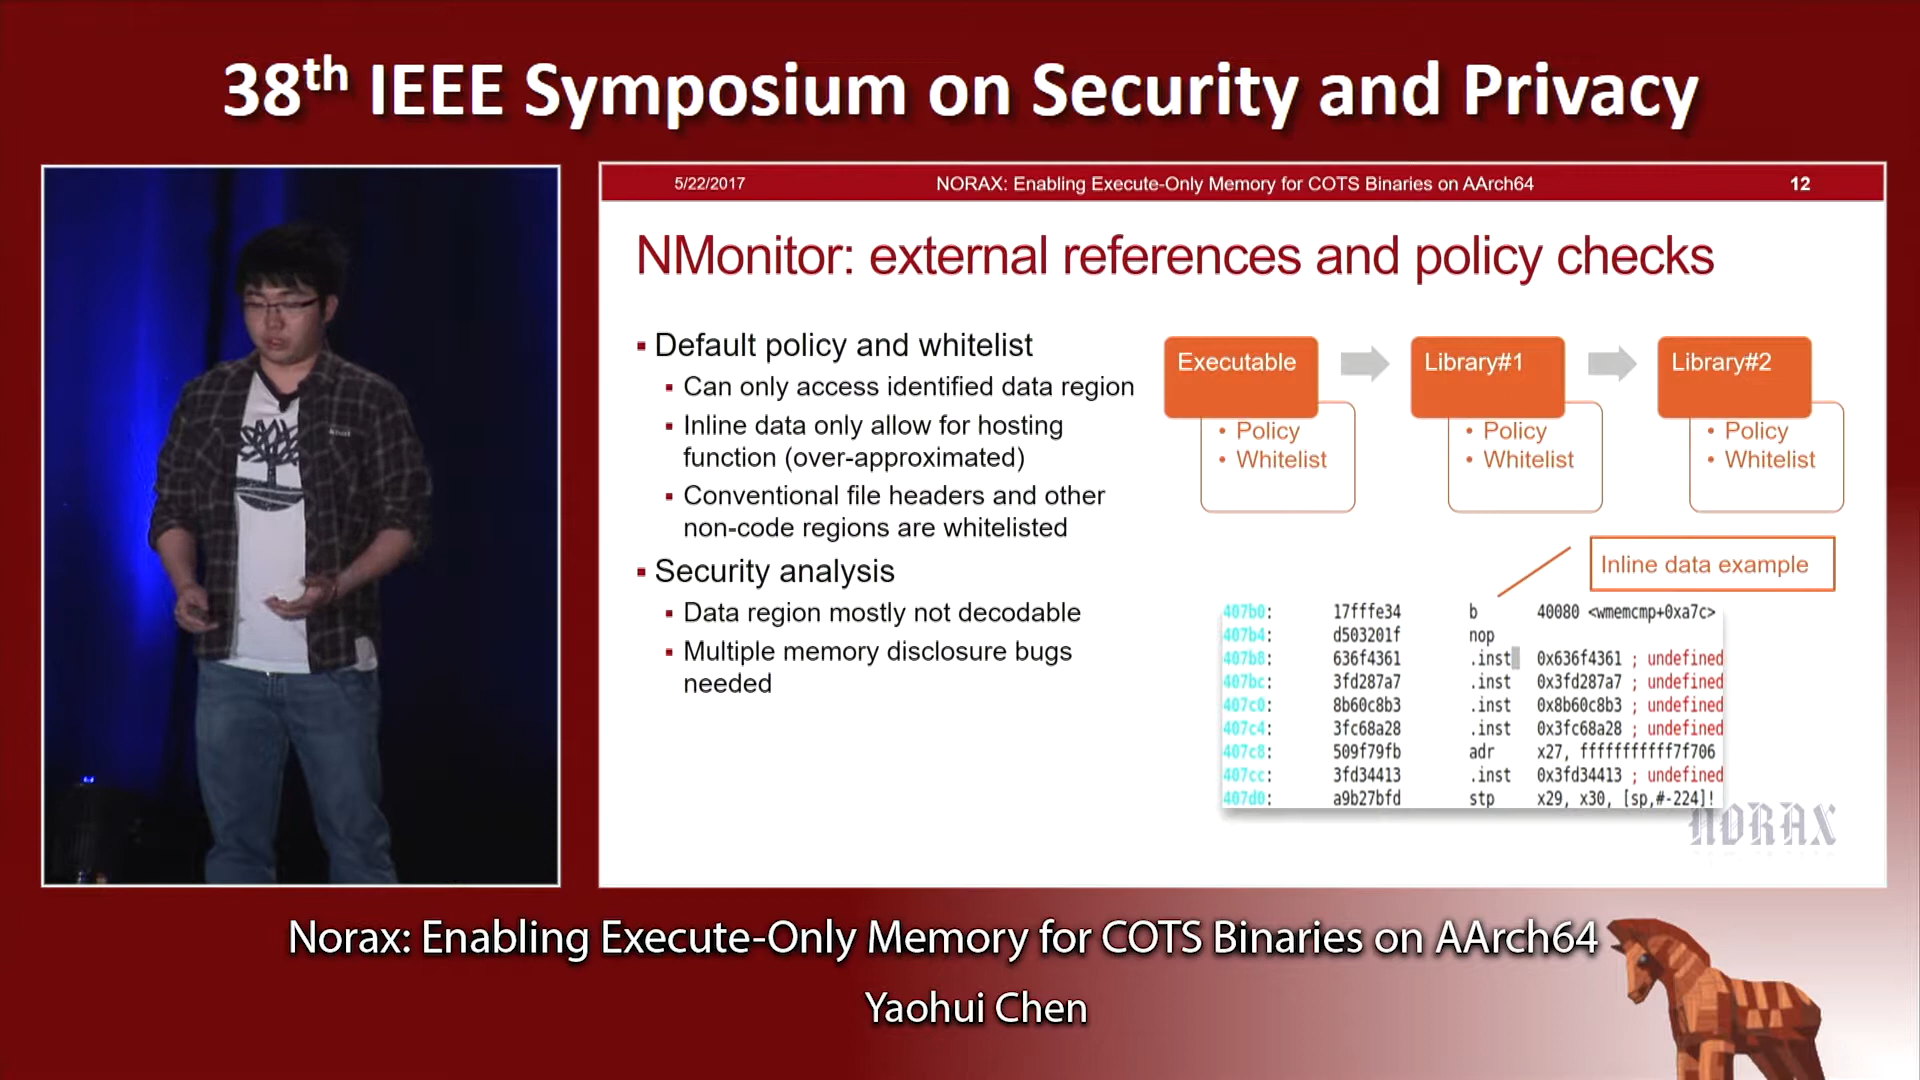 38th IEEE Symposium on Security and Privacy
5/22/2017 NORAX: Enabling Execute-Only Memory for COTS Binaries on AArch64 12
NMonitor: external references and policy checks
▪ Default policy and whitelist
▪ Can only access identified data region
▪ Inline data only allow for hosting
function (over-approximated)
▪ Conventional file headers and other
non-code regions are whitelisted
▪ Security analysis
▪ Data region mostly not decodable
▪ Multiple memory disclosure bugs
needed
Executable
• Policy
• Whitelist
Library#1
• Policy
• Whitelist
Library#2
• Policy
• Whitelist
Inline data example
407b0: 17fffe34 b 40080 <wmemcmp+0xa7c>
407b4: d503201f nop
407b8: 636f4361 .inst 0x636f4361 ; undefined
407bc: 3fd287a7 .inst 0x3fd287a7 ; undefined
407c0: 8b60c8b3 .inst 0x8b60c8b3 ; undefined
407c4: 3fc68a28 .inst 0x3fc68a28 ; undefined
407c8: 509f79fb adr x27, fffffffffff7f706
407cc: 3fd34413 .inst 0x3fd34413 ; undefined
407d0: a9b27bfd stp x29, x30, [sp,#-224]!
NORAX
Norax: Enabling Execute-Only Memory for COTS Binaries on AArch64
Yaohui Chen